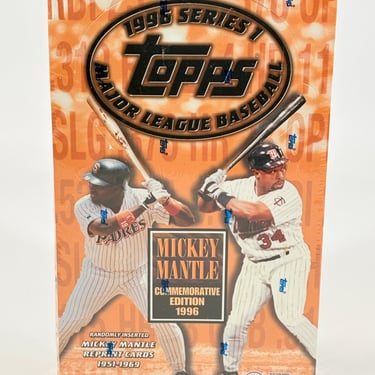 1996 SERIES 1
TOPPS
MAJOR LEAGUE BASEBALL
PADRES
34
MICKEY
MANTLE
COMMEMORATIVE
EDITION
1996
RANDOMLY INSERTED
MICKEY MANTLE
REPRINT CARDS
1951-1969